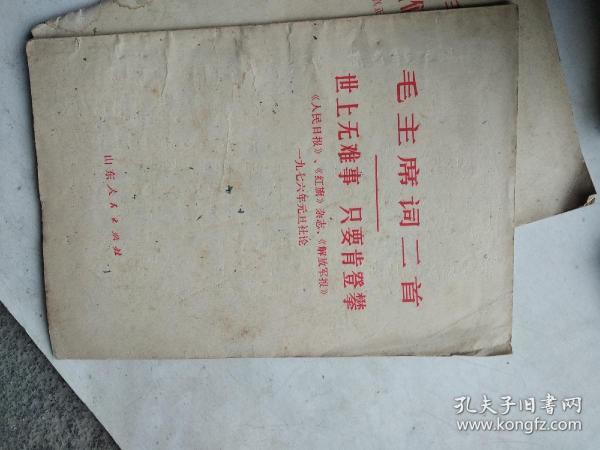 毛主席词二首
世上无难事 只要肯登攀
《人民日报》、《红旗》杂志、《解放军报》
一九七六年元旦社论
山东人民出版社
孔夫子旧书网
www.kongfz.com